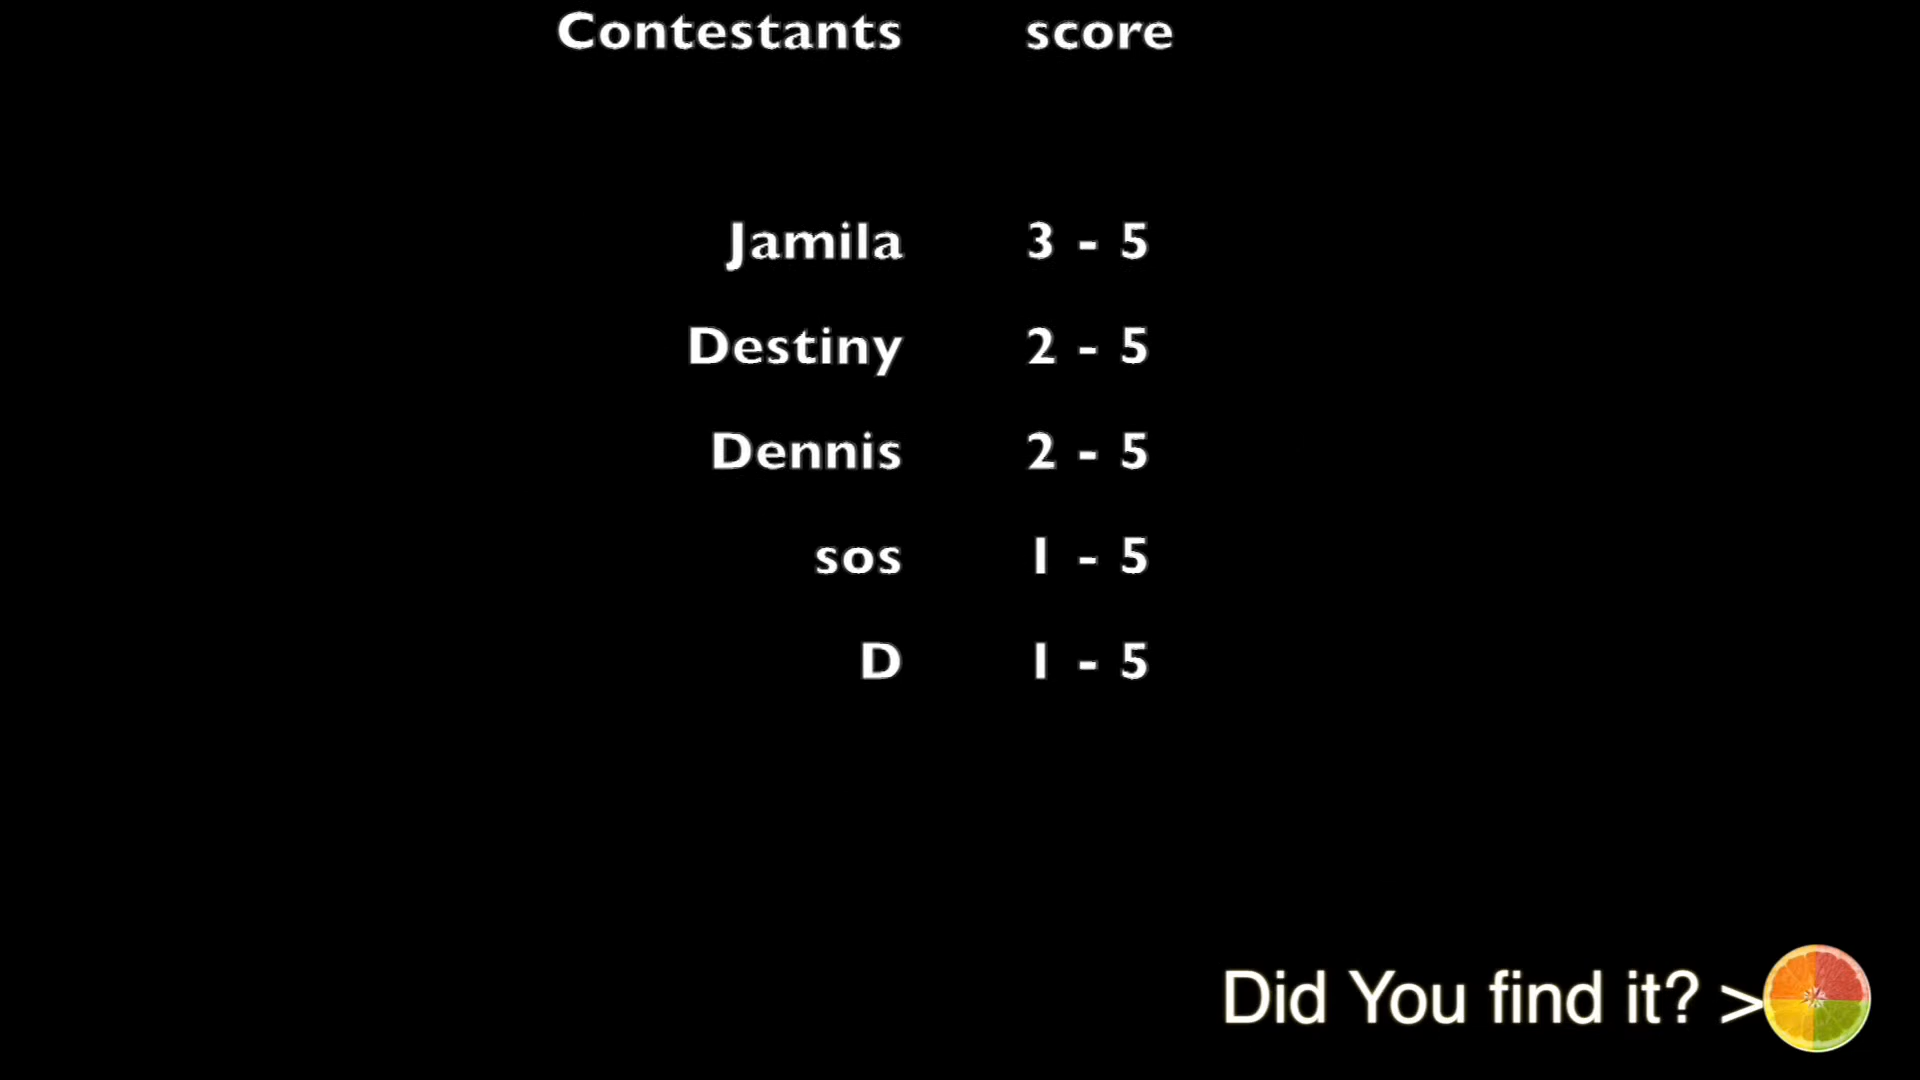 Contestants score
Jamila 3 - 5
Destiny 2 - 5
Dennis 2 - 5
sos 1 - 5
D 1 - 5
Did You find it? >